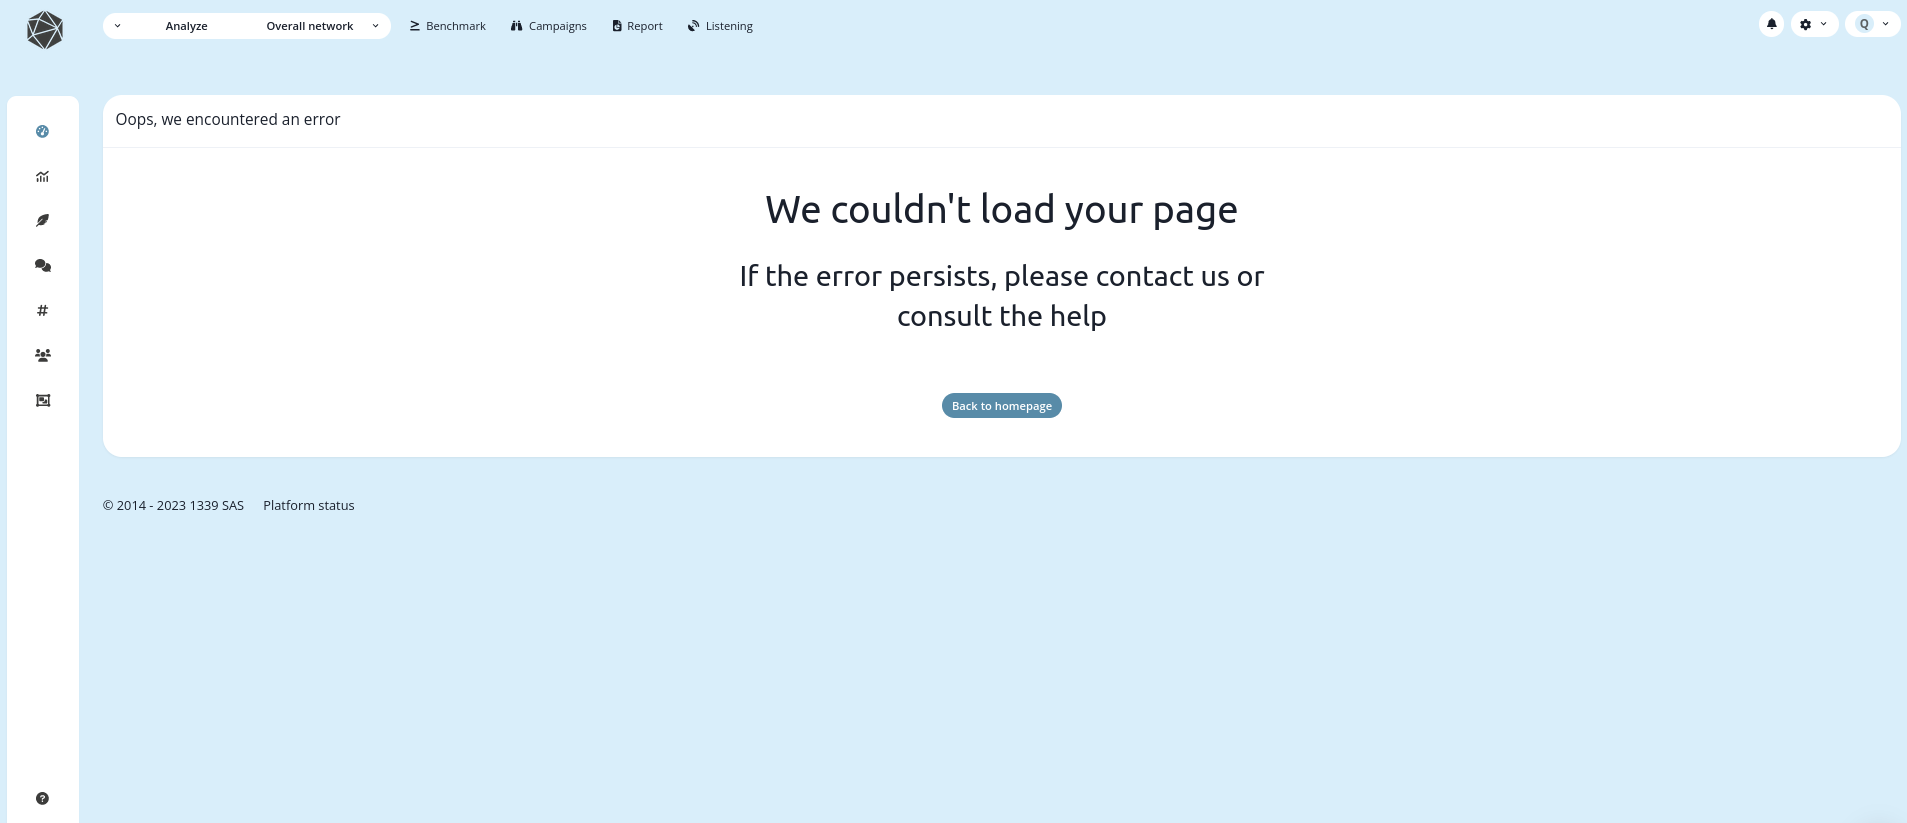 Analyze Overall network Benchmark Campaigns Report Listening Q
Oops, we encountered an error
We couldn't load your page
If the error persists, please contact us or
consult the help
Back to homepage
© 2014 - 2023 1339 SAS Platform status